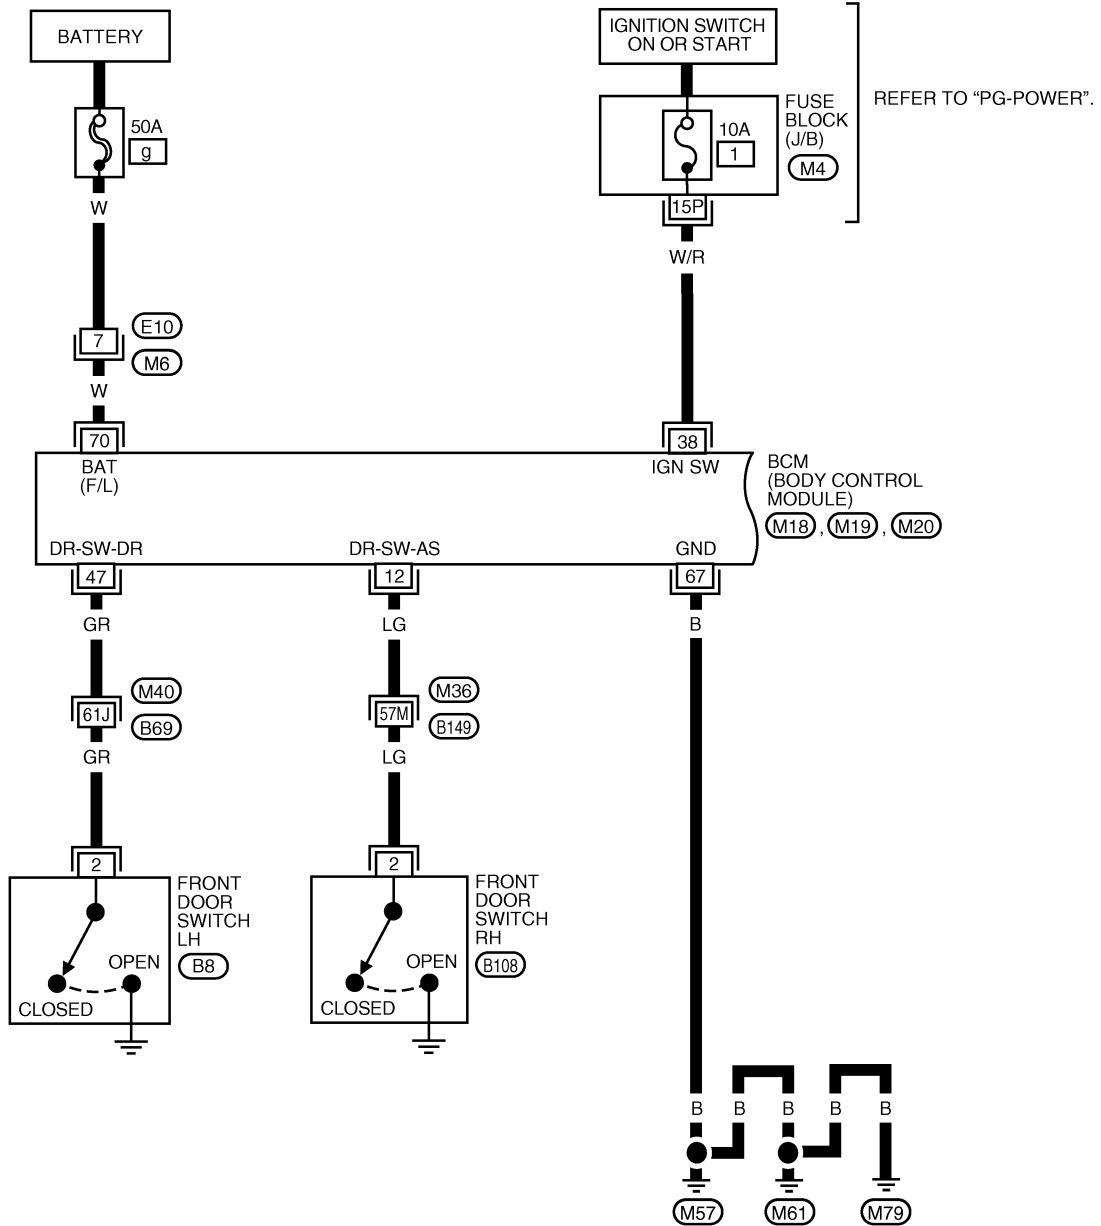 BATTERY
50A
g
W
7
E10
M6
W
70
BAT
(F/L)
IGNITION SWITCH
ON OR START
REFER TO “PG-POWER”.
FUSE
BLOCK
(J/B)
M4
10A
1
15P
W/R
38
IGN SW
BCM
(BODY CONTROL
MODULE)
M18 , M19 , M20
DR-SW-DR
DR-SW-AS
GND
47
12
67
GR
LG
B
61J
M40
B69
57M
M36
B149
GR
LG
2
2
FRONT
DOOR
SWITCH
LH
B8
OPEN
CLOSED
FRONT
DOOR
SWITCH
RH
B108
OPEN
CLOSED
B
B
B
B
B
M57
M61
M79